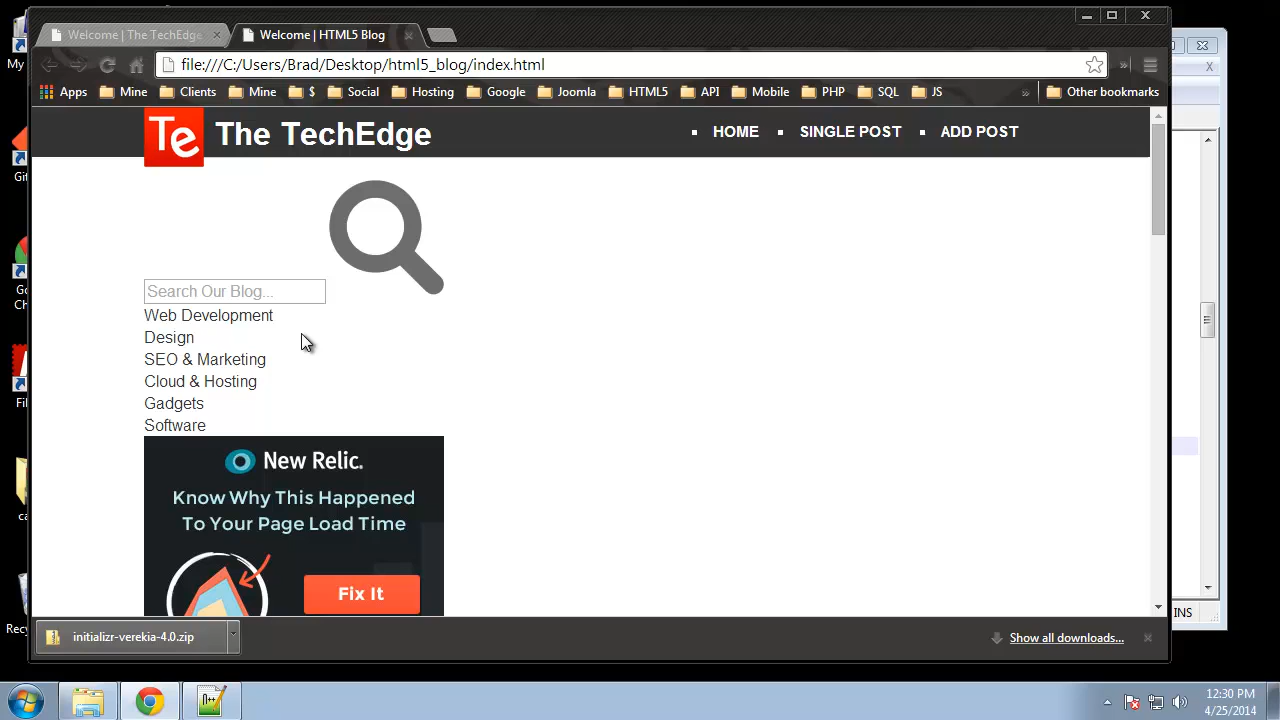 Welcome | The TechEdge
Welcome | HTML5 Blog
file:///C:/Users/Brad/Desktop/html5_blog/index.html
Apps Mine Clients Mine $ Social Hosting Google Joomla HTML5 API Mobile PHP SQL JS » Other bookmarks
Te The TechEdge
HOME SINGLE POST ADD POST
Search Our Blog...
Web Development
Design
SEO & Marketing
Cloud & Hosting
Gadgets
Software
New Relic.
Know Why This Happened
To Your Page Load Time
Fix It
initializr-verekia-4.0.zip
Show all downloads...
INS
My
Git
Fil
Recy
12:30 PM
4/25/2014